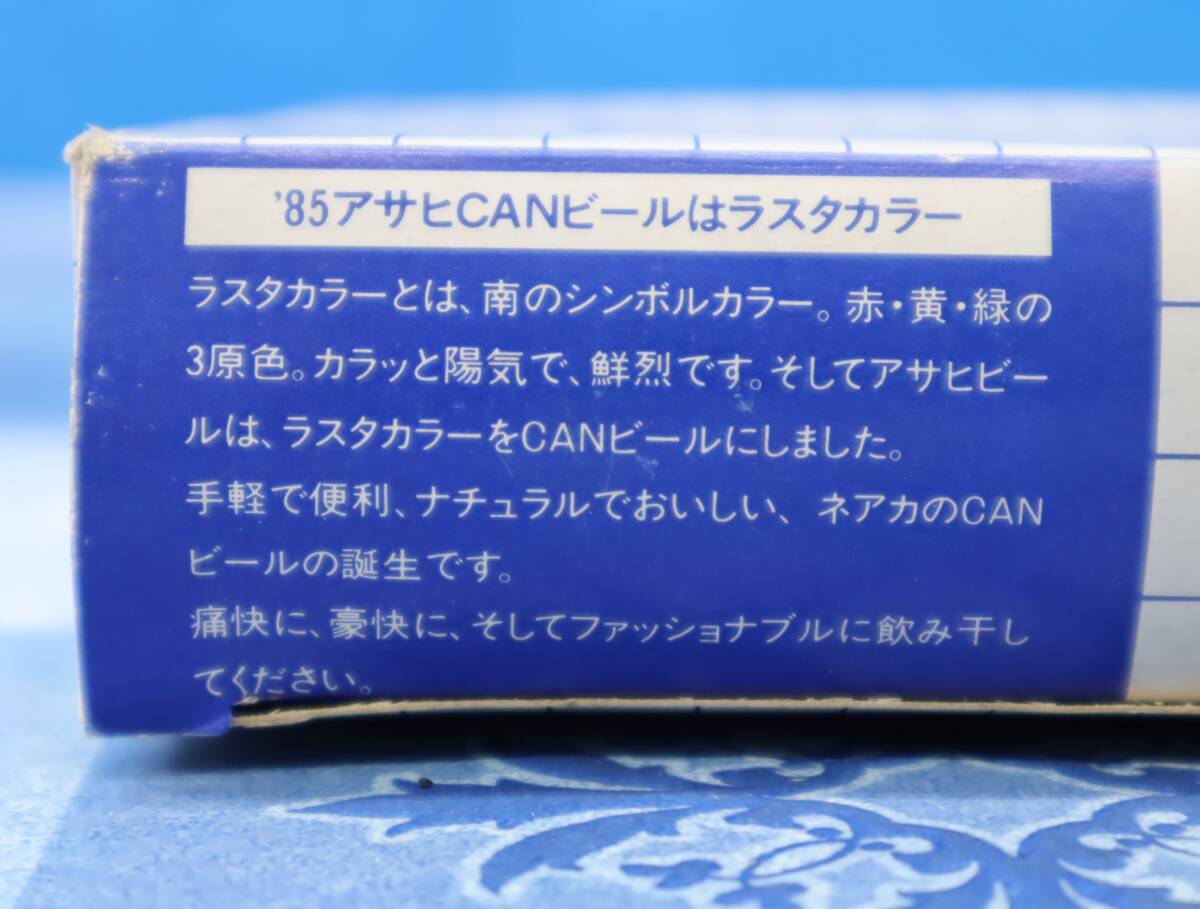 '85アサヒCANビールはラスタカラー
ラスタカラーとは、南のシンボルカラー。赤・黄・緑の
3原色。カラッと陽気で、鮮烈です。そしてアサヒビー
ルは、ラスタカラーをCANビールにしました。
手軽で便利、ナチュラルでおいしい、ネアカのCAN
ビールの誕生です。
痛快に、豪快に、そしてファッショナブルに飲み干し
てください。